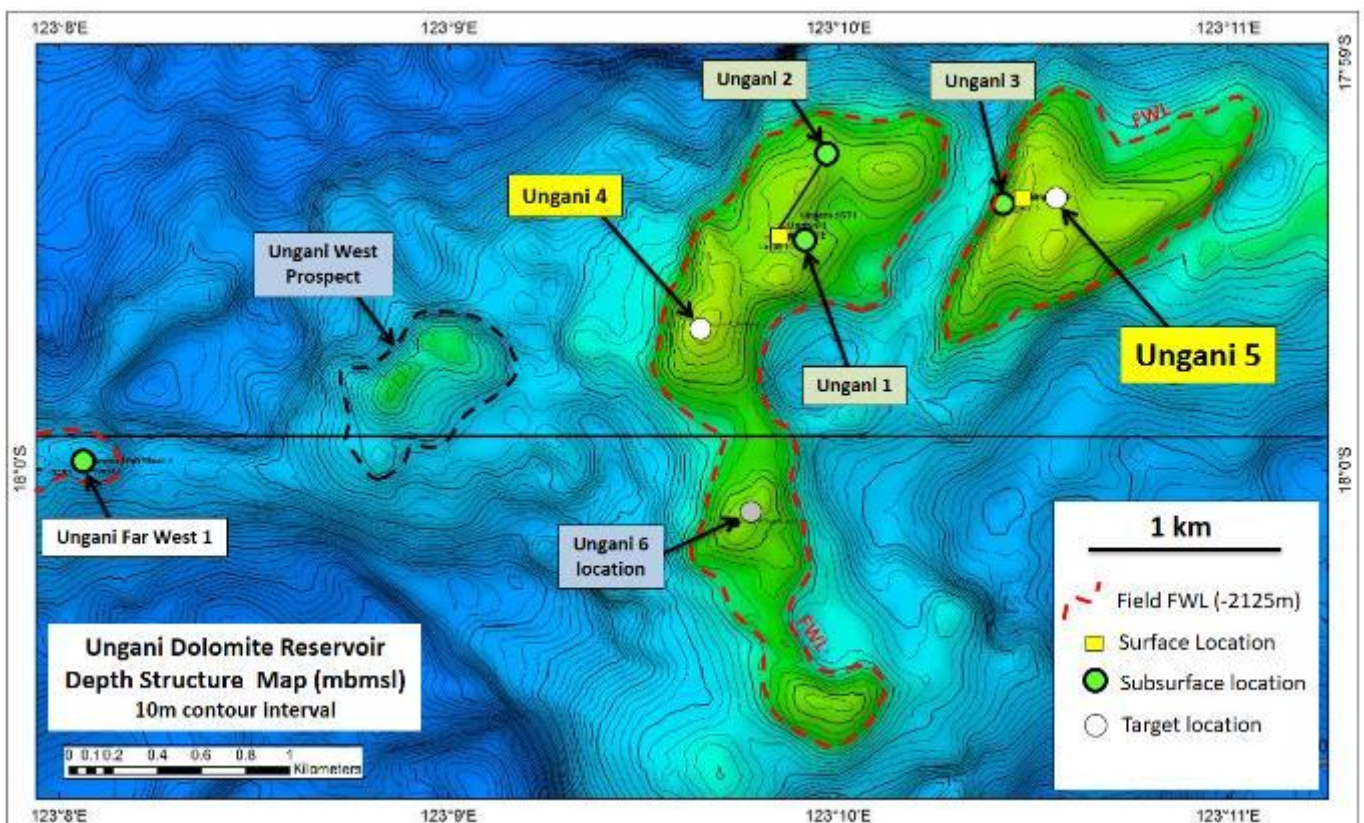 123°8'E 123°9'E 123°10'E 123°11'E
17°59'S
Ungani 2
Ungani 3
FWL
Ungani 4
Ungani West
Prospect
Ungani 5
Ungani 1
18°0'S
18°0'S
Ungani Far West 1
Ungani 6
location
FWL
1 km
Field FWL (-2125m)
Surface Location
Subsurface location
Target location
Ungani Dolomite Reservoir
Depth Structure Map (mbmsl)
10m contour interval
0 0.1 0.2 0.4 0.6 0.8 1
Kilometers
123°8'E 123°9'E 123°10'E 123°11'E